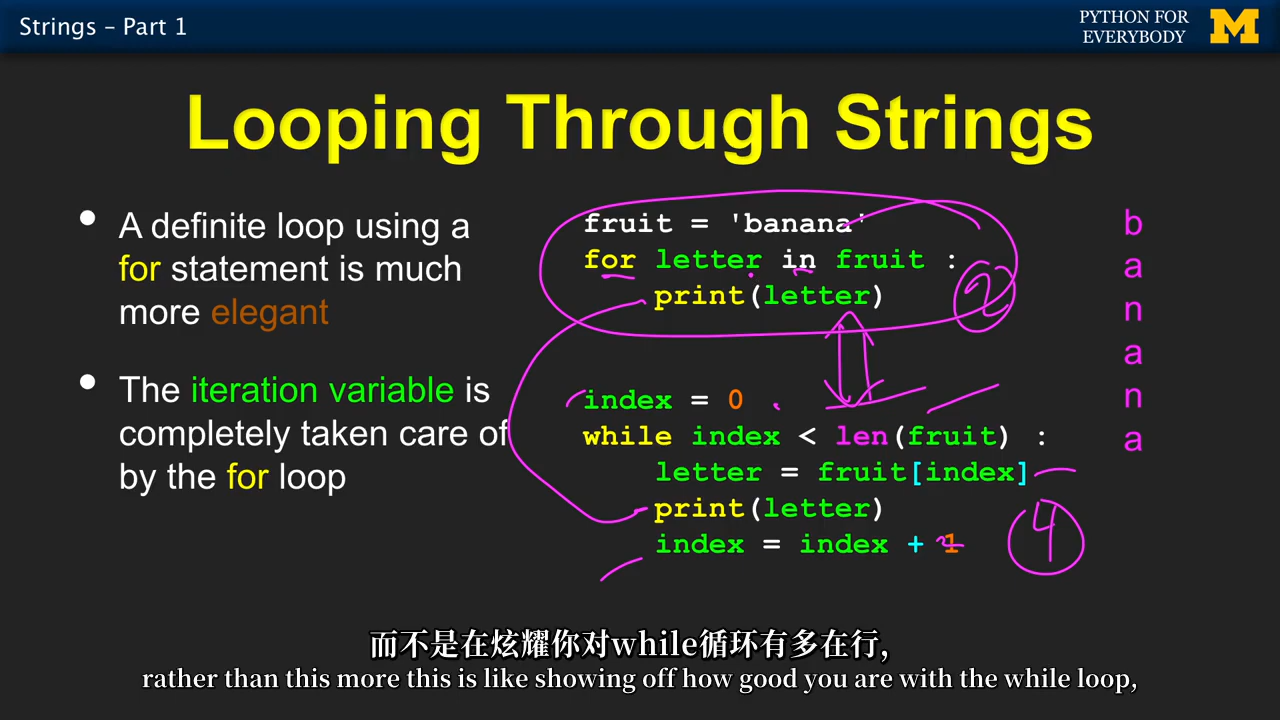 Strings – Part 1
PYTHON FOR
EVERYBODY
M
Looping Through Strings
• A definite loop using a
for statement is much
more elegant
• The iteration variable is
completely taken care of
by the for loop
fruit = 'banana'
for letter in fruit :
print(letter)
2
index = 0
while index < len(fruit) :
letter = fruit[index]
print(letter)
index = index + 1
4
b
a
n
a
n
a
而不是在炫耀你对while循环有多在行,
rather than this more this is like showing off how good you are with the while loop,